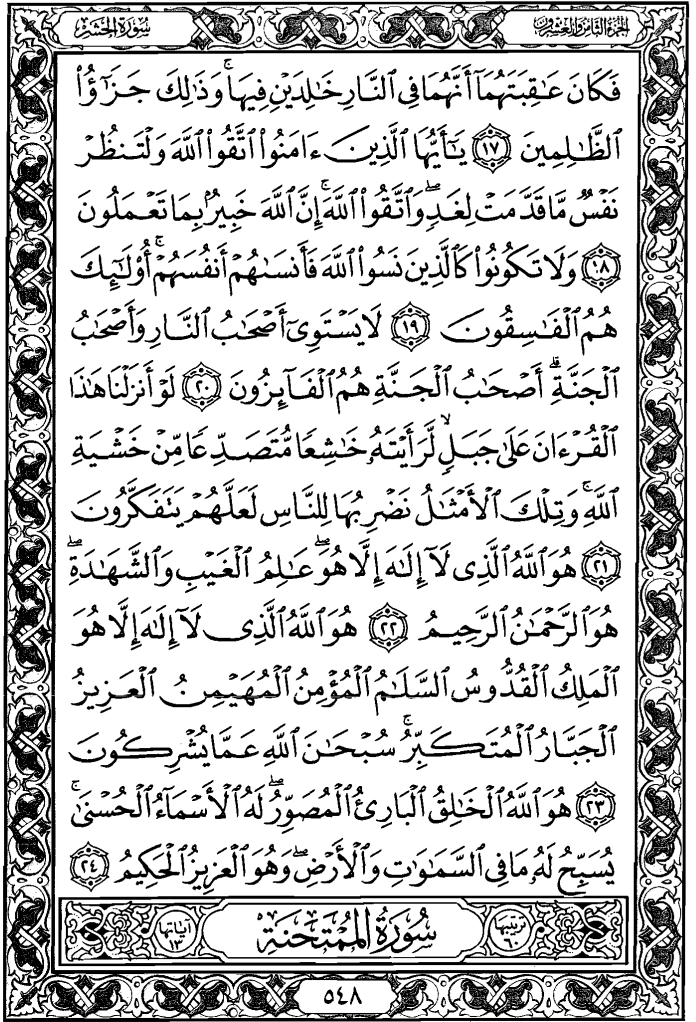 الجزء الثامن والعشرون سورة الحشر
فَكَانَ عَٰقِبَتَهُمَآ أَنَّهُمَا فِى ٱلنَّارِ خَٰلِدَيْنِ فِيهَا ۚ وَذَٰلِكَ جَزَٰٓؤُا۟
ٱلظَّٰلِمِينَ ١٧ يَٰٓأَيُّهَا ٱلَّذِينَ ءَامَنُوا۟ ٱتَّقُوا۟ ٱللَّهَ وَلْتَنظُرْ
نَفْسٌ مَّا قَدَّمَتْ لِغَدٍ ۖ وَٱتَّقُوا۟ ٱللَّهَ ۚ إِنَّ ٱللَّهَ خَبِيرٌۢ بِمَا تَعْمَلُونَ
١٨ وَلَا تَكُونُوا۟ كَٱلَّذِينَ نَسُوا۟ ٱللَّهَ فَأَنسَىٰهُمْ أَنفُسَهُمْ ۚ أُو۟لَٰٓئِكَ
هُمُ ٱلْفَٰسِقُونَ ١٩ لَا يَسْتَوِىٓ أَصْحَٰبُ ٱلنَّارِ وَأَصْحَٰبُ
ٱلْجَنَّةِ ۚ أَصْحَٰبُ ٱلْجَنَّةِ هُمُ ٱلْفَآئِزُونَ ٢٠ لَوْ أَنزَلْنَا هَٰذَا
ٱلْقُرْءَانَ عَلَىٰ جَبَلٍ لَّرَأَيْتَهُۥ خَٰشِعًا مُّتَصَدِّعًا مِّنْ خَشْيَةِ
ٱللَّهِ ۚ وَتِلْكَ ٱلْأَمْثَٰلُ نَضْرِبُهَا لِلنَّاسِ لَعَلَّهُمْ يَتَفَكَّرُونَ
٢١ هُوَ ٱللَّهُ ٱلَّذِى لَآ إِلَٰهَ إِلَّا هُوَ ۖ عَٰلِمُ ٱلْغَيْبِ وَٱلشَّهَٰدَةِ ۖ
هُوَ ٱلرَّحْمَٰنُ ٱلرَّحِيمُ ٢٢ هُوَ ٱللَّهُ ٱلَّذِى لَآ إِلَٰهَ إِلَّا هُوَ
ٱلْمَلِكُ ٱلْقُدُّوسُ ٱلسَّلَٰمُ ٱلْمُؤْمِنُ ٱلْمُهَيْمِنُ ٱلْعَزِيزُ
ٱلْجَبَّارُ ٱلْمُتَكَبِّرُ ۚ سُبْحَٰنَ ٱللَّهِ عَمَّا يُشْرِكُونَ
٢٣ هُوَ ٱللَّهُ ٱلْخَٰلِقُ ٱلْبَارِئُ ٱلْمُصَوِّرُ ۖ لَهُ ٱلْأَسْمَآءُ ٱلْحُسْنَىٰ ۚ
يُسَبِّحُ لَهُۥ مَا فِى ٱلسَّمَٰوَٰتِ وَٱلْأَرْضِ ۖ وَهُوَ ٱلْعَزِيزُ ٱلْحَكِيمُ ٢٤
ترتيبها ٦٠ سُورَةُ المُمْتَحنَةِ آياتها ١٣
٥٤٨